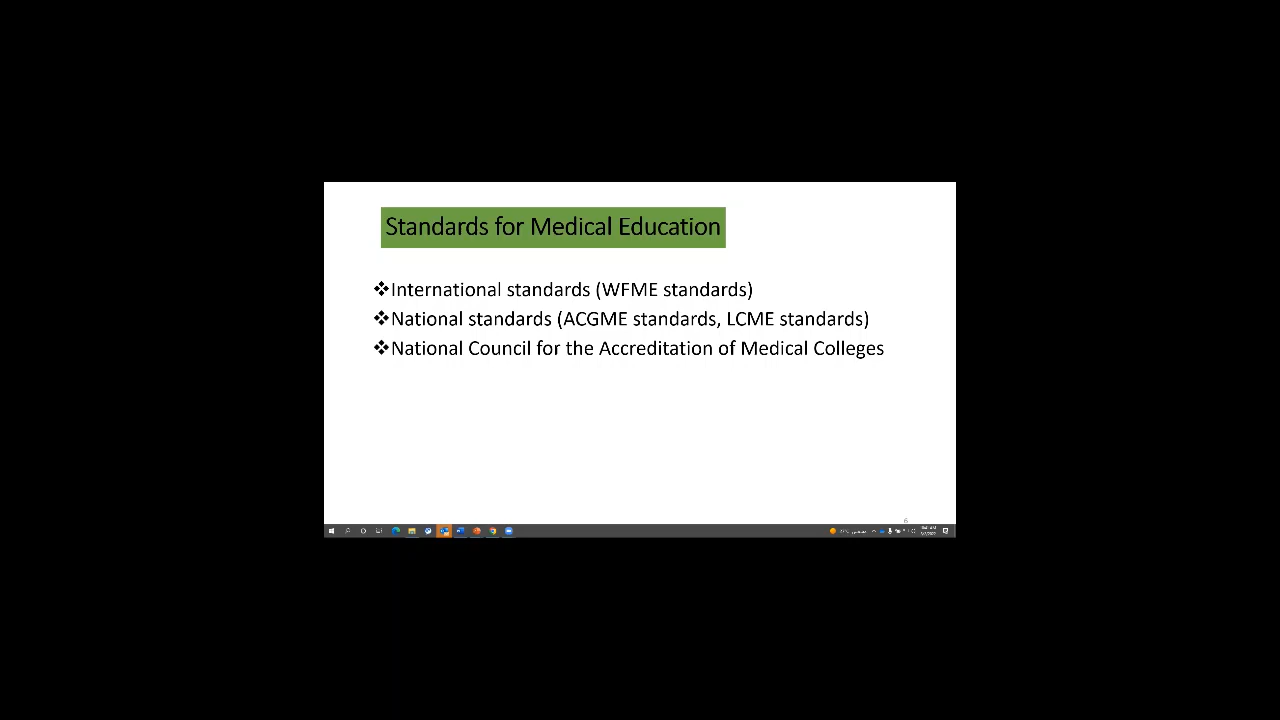 Standards for Medical Education
❖International standards (WFME standards)
❖National standards (ACGME standards, LCME standards)
❖National Council for the Accreditation of Medical Colleges
6